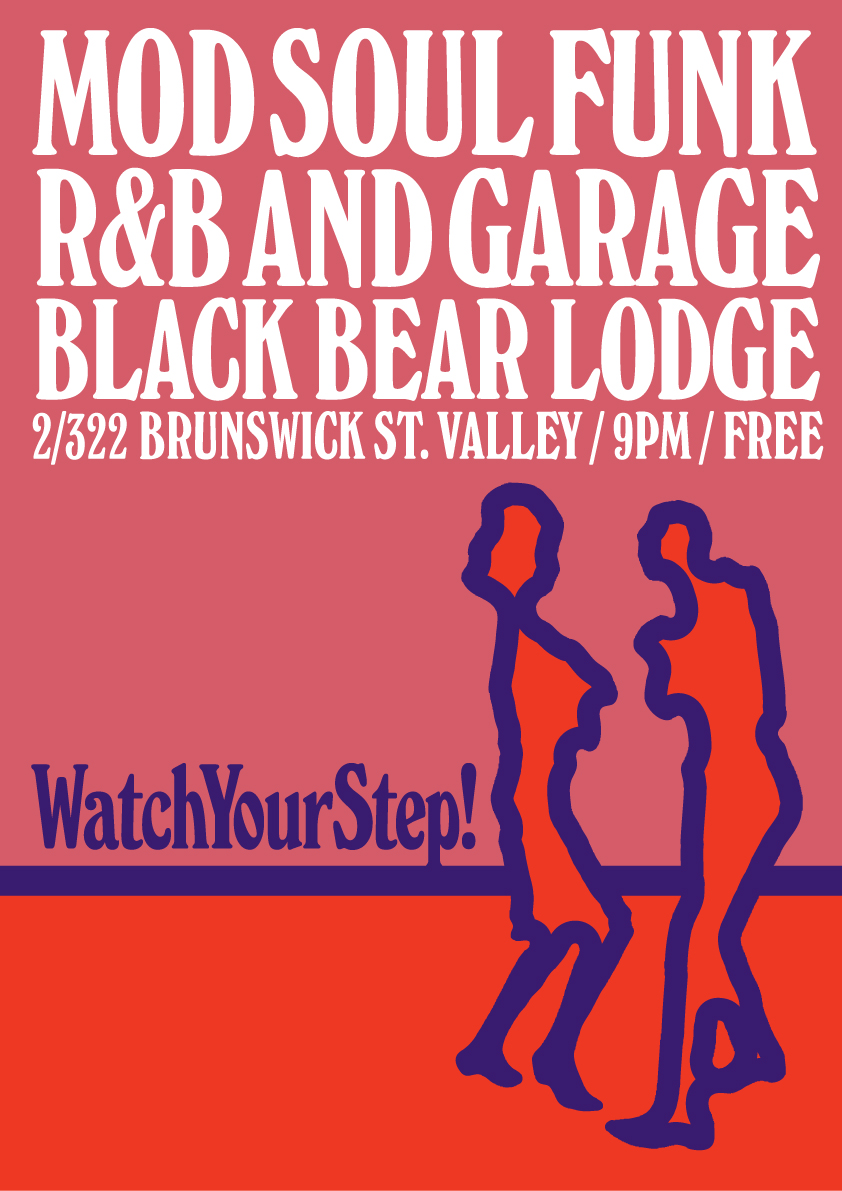 MOD SOUL FUNK
R&B AND GARAGE
BLACK BEAR LODGE
2/322 BRUNSWICK ST. VALLEY / 9PM / FREE
WatchYourStep!